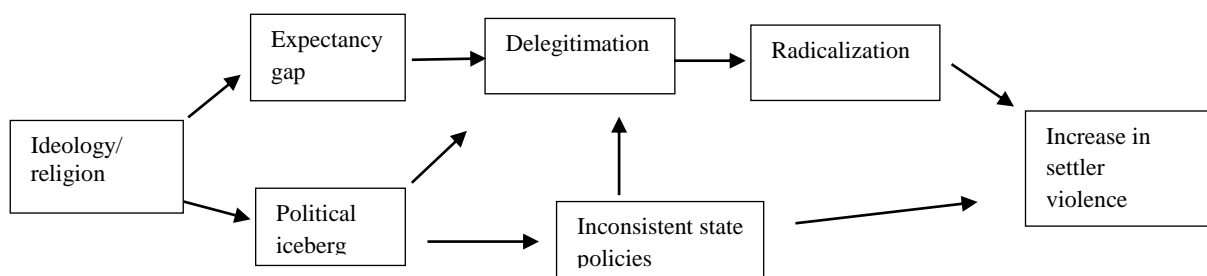 Expectancy
gap
Delegitimation
Radicalization
Ideology/
religion
Increase in
settler
violence
Political
iceberg
Inconsistent state
policies